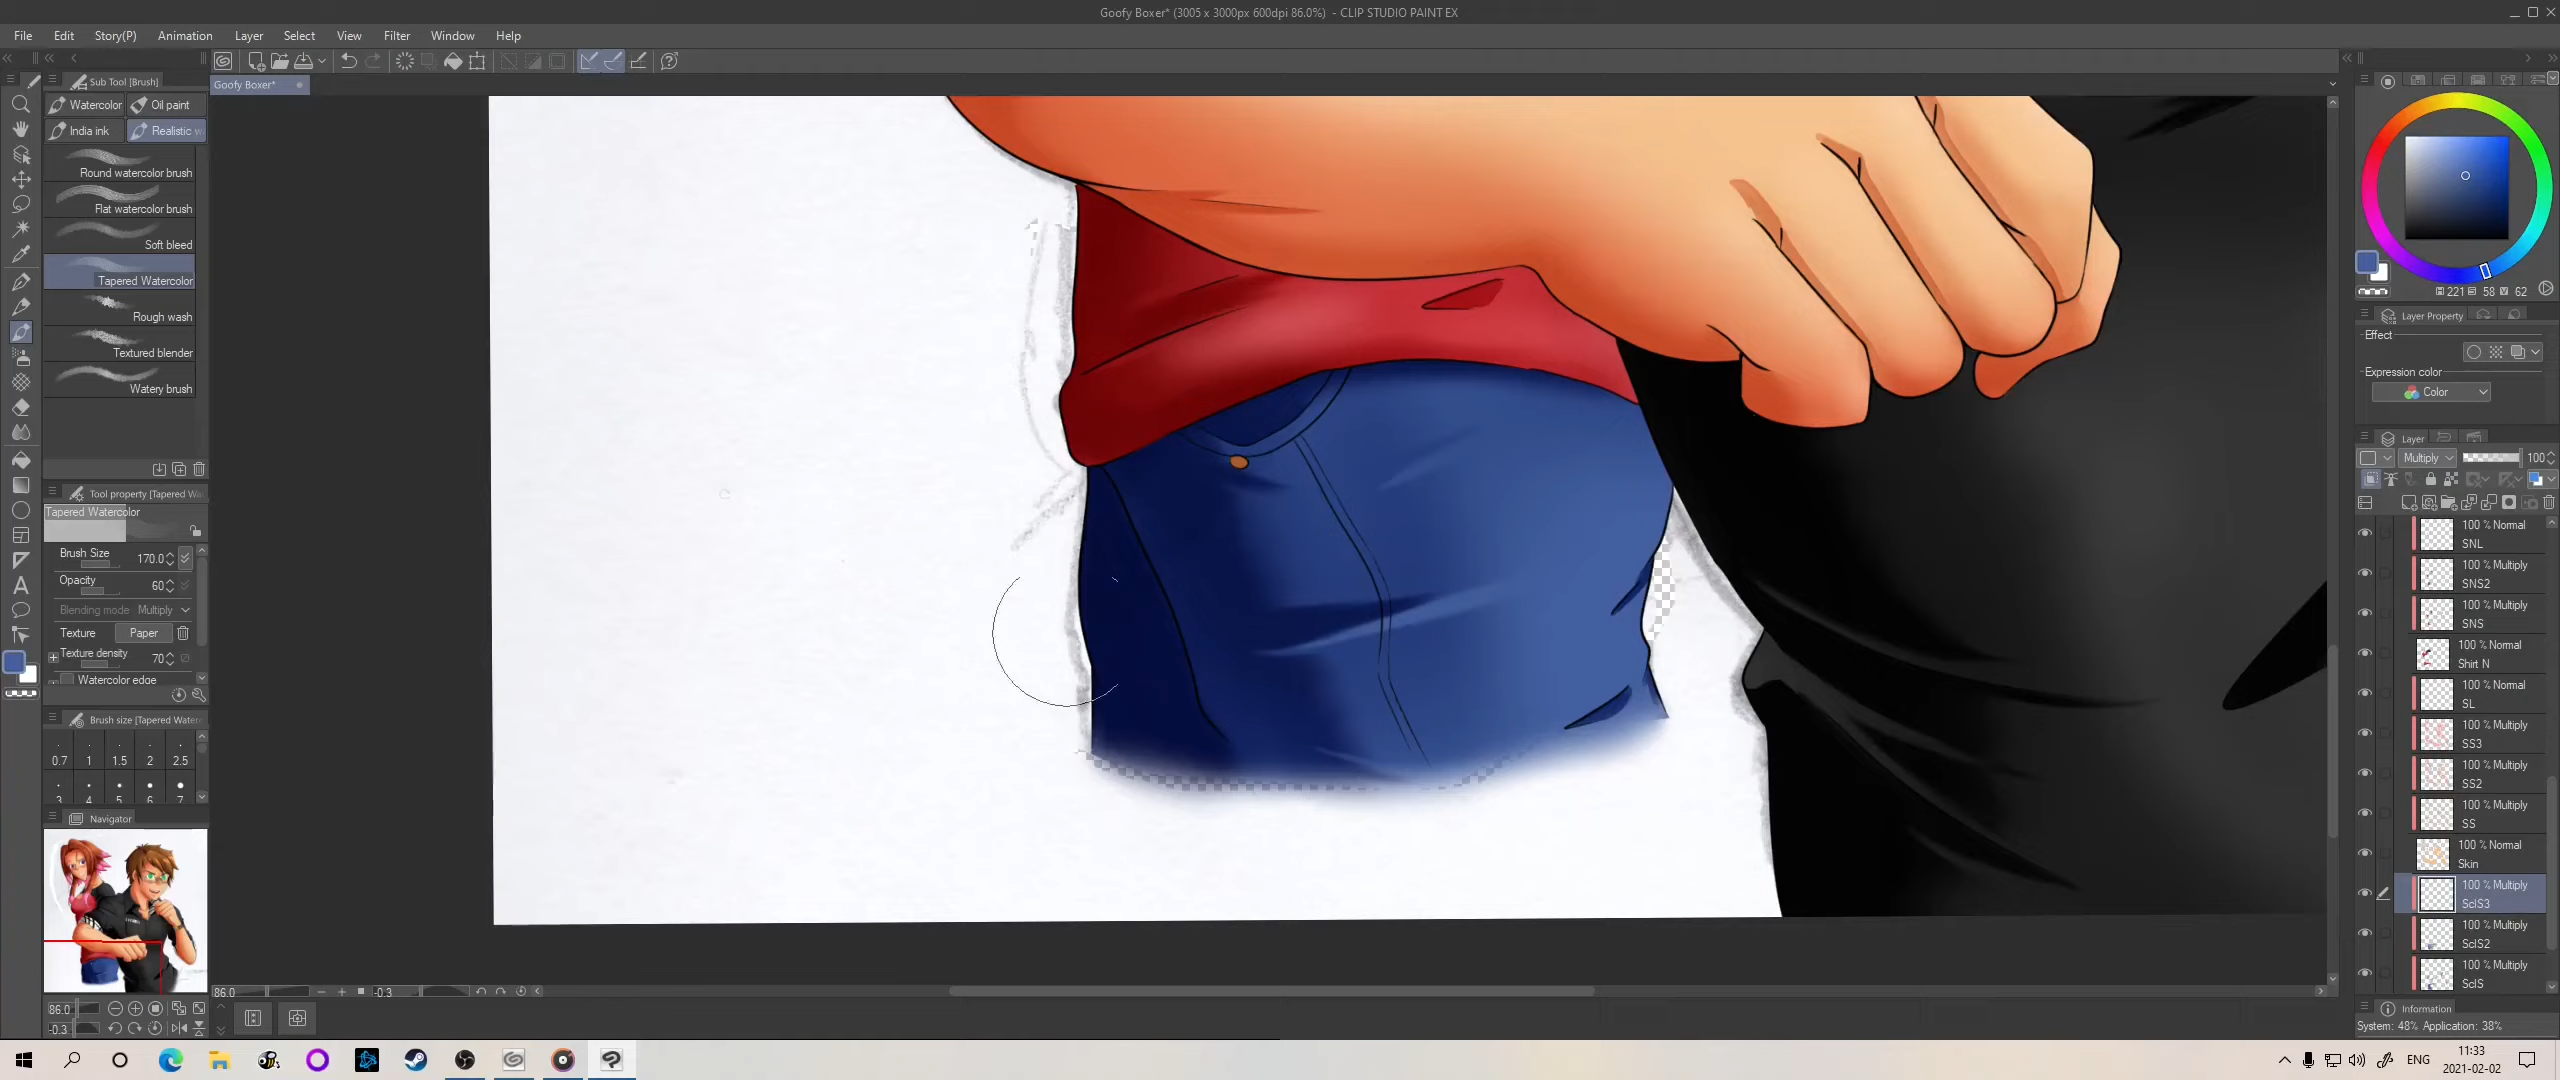 Goofy Boxer* (3005 x 3000px 600dpi 86.0%) - CLIP STUDIO PAINT EX
File Edit Story(P) Animation Layer Select View Filter Window Help
Sub Tool [Brush]
Goofy Boxer*
Watercolor Oil paint
India ink Realistic w
Round watercolor brush
Flat watercolor brush
Soft bleed
Tapered Watercolor
Rough wash
Textured blender
Watery brush
Tool property [Tapered Wa
Tapered Watercolor
Brush Size 170.0
Opacity 60
Blending mode Multiply
Texture Paper
Texture density 70
Watercolor edge
Brush size [Tapered Water
0.7 1 1.5 2 2.5
3 4 5 6 7
Navigator
86.0
-0.3
86.0 -0.3
221 58 62
Layer Property
Effect
Expression color
Color
Layer
Multiply 100
100 % Normal
SNL
100 % Multiply
SNS2
100 % Multiply
SNS
100 % Normal
Shirt N
100 % Normal
SL
100 % Multiply
SS3
100 % Multiply
SS2
100 % Multiply
SS
100 % Normal
Skin
100 % Multiply
SclS3
100 % Multiply
SclS2
100 % Multiply
SclS
Information
System: 48% Application: 38%
ENG
11:33
2021-02-02